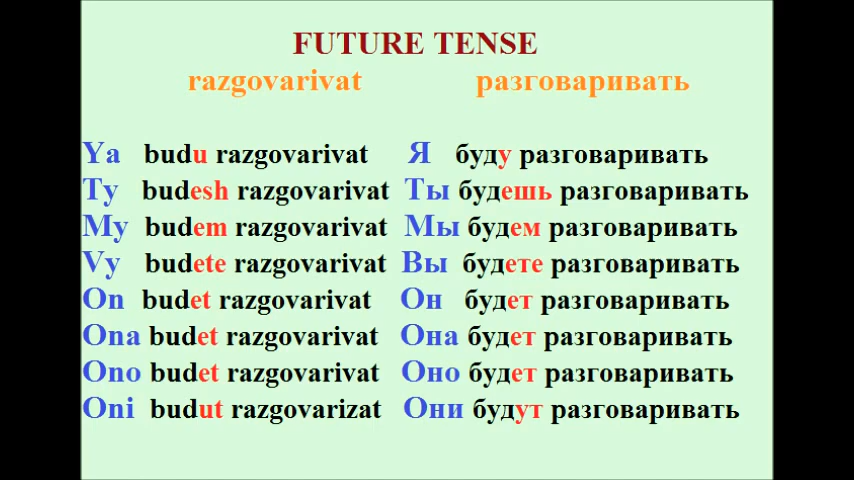 FUTURE TENSE
razgovarivat разговаривать
Ya budu razgovarivat Я буду разговаривать
Ty budesh razgovarivat Ты будешь разговаривать
My budem razgovarivat Мы будем разговаривать
Vy budete razgovarivat Вы будете разговаривать
On budet razgovarivat Он будет разговаривать
Ona budet razgovarivat Она будет разговаривать
Ono budet razgovarivat Оно будет разговаривать
Oni budut razgovarizat Они будут разговаривать